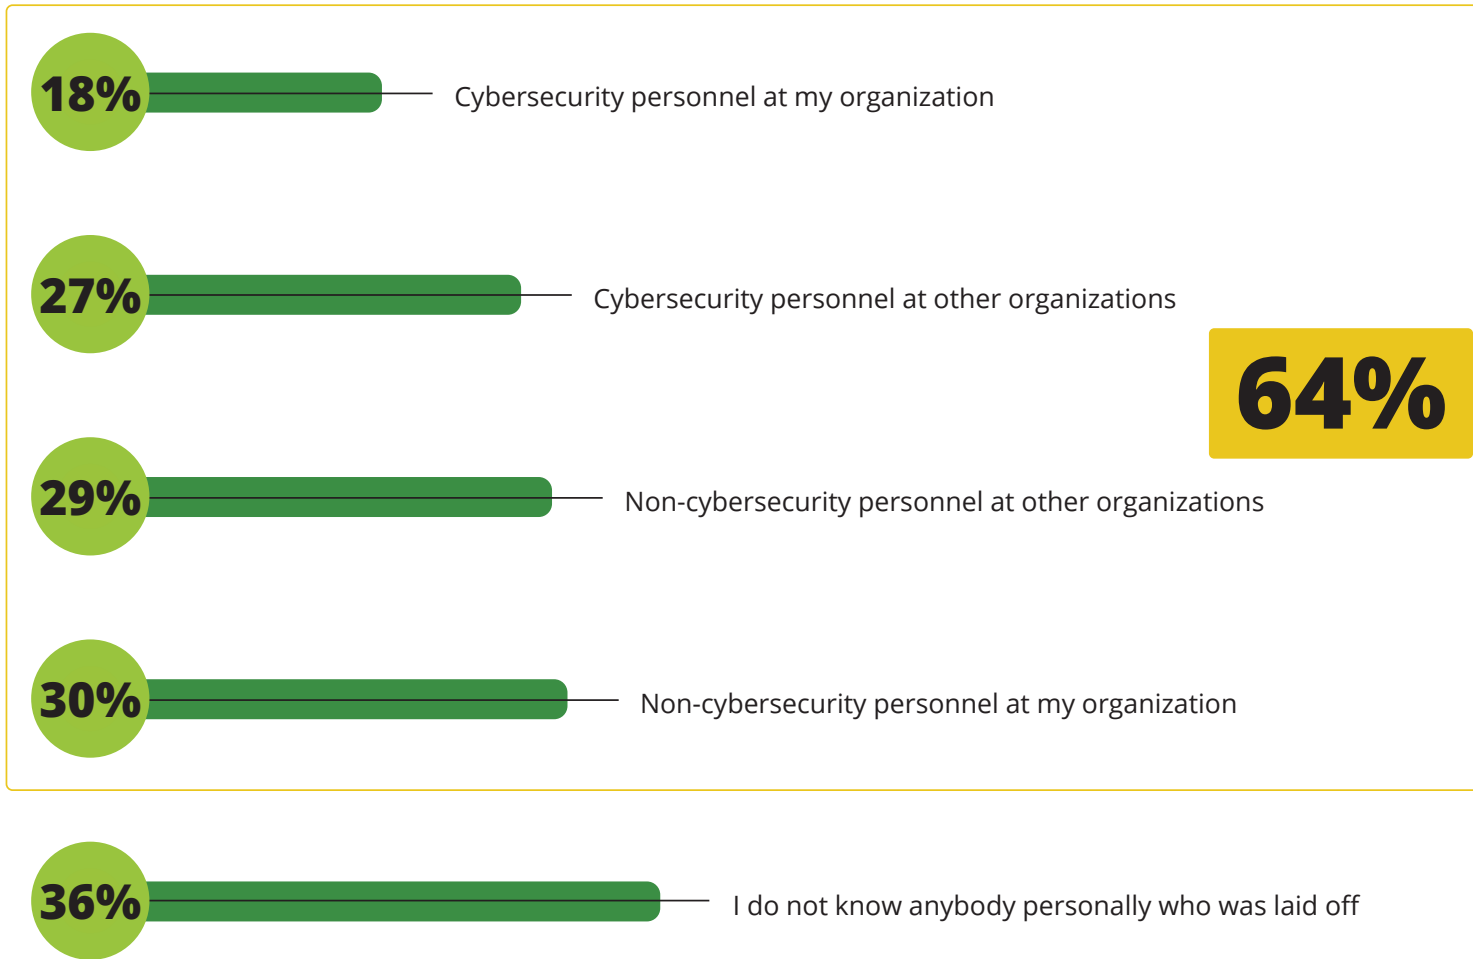 18% Cybersecurity personnel at my organization
27% Cybersecurity personnel at other organizations
64%
29% Non-cybersecurity personnel at other organizations
30% Non-cybersecurity personnel at my organization
36% I do not know anybody personally who was laid off